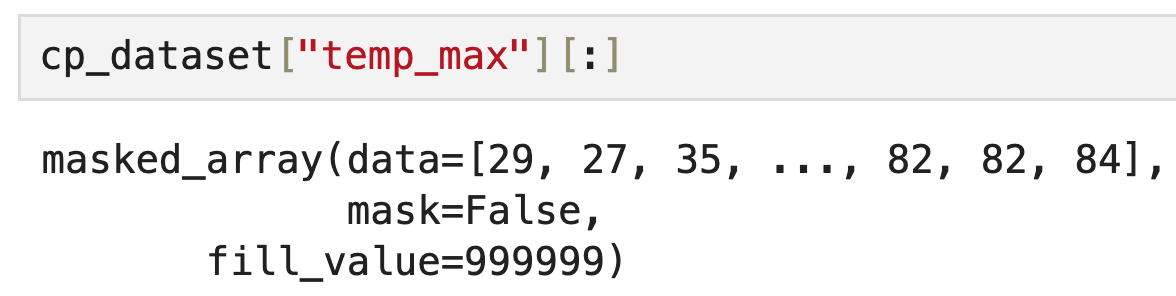 cp_dataset["temp_max"][:]
masked_array(data=[29, 27, 35, ..., 82, 82, 84],
             mask=False,
       fill_value=999999)